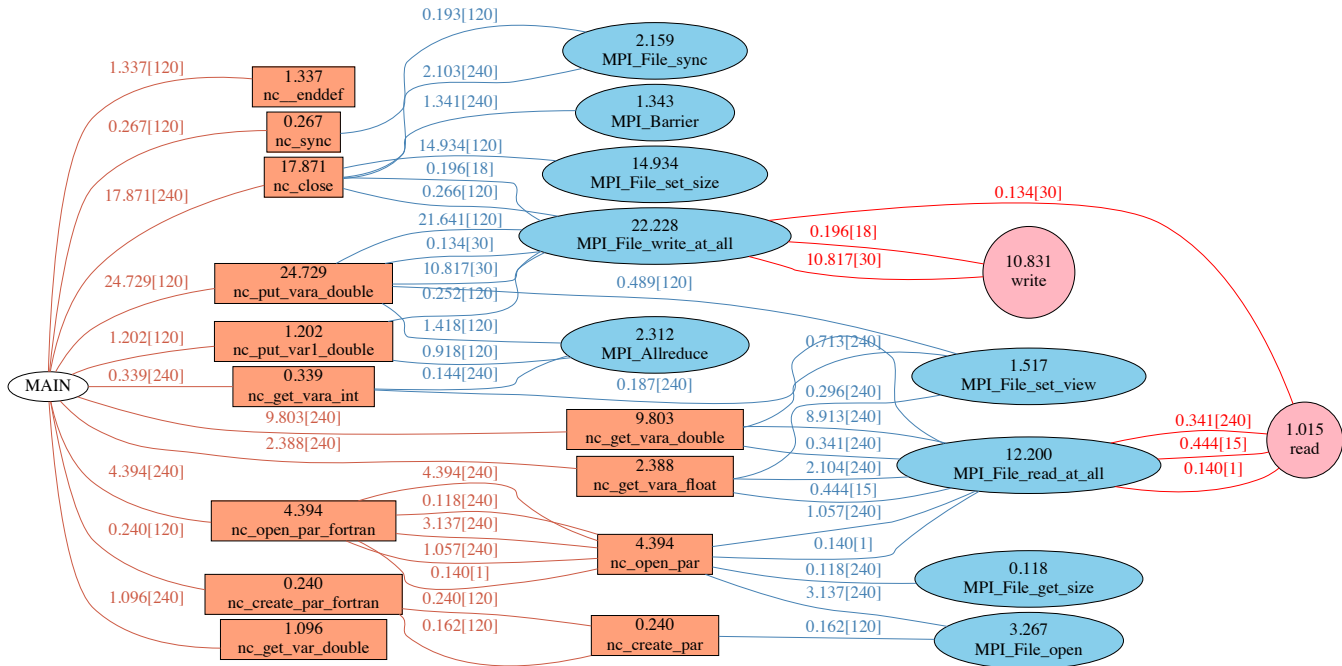 0.193[120]
2.159
MPI_File_sync
1.337[120]
1.337
nc__enddef
2.103[240]
1.341[240]
1.343
MPI_Barrier
0.267[120]
0.267
nc_sync
14.934[120]
14.934
MPI_File_set_size
17.871
nc_close
0.196[18]
17.871[240]
0.266[120]
0.134[30]
21.641[120]
22.228
MPI_File_write_at_all
0.196[18]
0.134[30]
10.817[30]
10.831
write
24.729[120]
24.729
nc_put_vara_double
10.817[30]
0.489[120]
0.252[120]
1.202[120]
1.202
nc_put_var1_double
1.418[120]
2.312
MPI_Allreduce
0.713[240]
0.918[120]
0.339[240]
0.339
nc_get_vara_int
0.144[240]
0.187[240]
1.517
MPI_File_set_view
MAIN
0.296[240]
9.803[240]
9.803
nc_get_vara_double
8.913[240]
0.341[240]
0.341[240]
2.388[240]
2.388
nc_get_vara_float
2.104[240]
12.200
MPI_File_read_at_all
0.444[15]
0.140[1]
1.015
read
4.394[240]
4.394[240]
0.444[15]
0.118[240]
1.057[240]
4.394
nc_open_par_fortran
3.137[240]
0.240[120]
1.057[240]
4.394
nc_open_par
0.140[1]
0.140[1]
0.118[240]
0.118
MPI_File_get_size
1.096[240]
0.240
nc_create_par_fortran
0.240[120]
3.137[240]
0.162[120]
0.240
nc_create_par
0.162[120]
3.267
MPI_File_open
1.096
nc_get_var_double